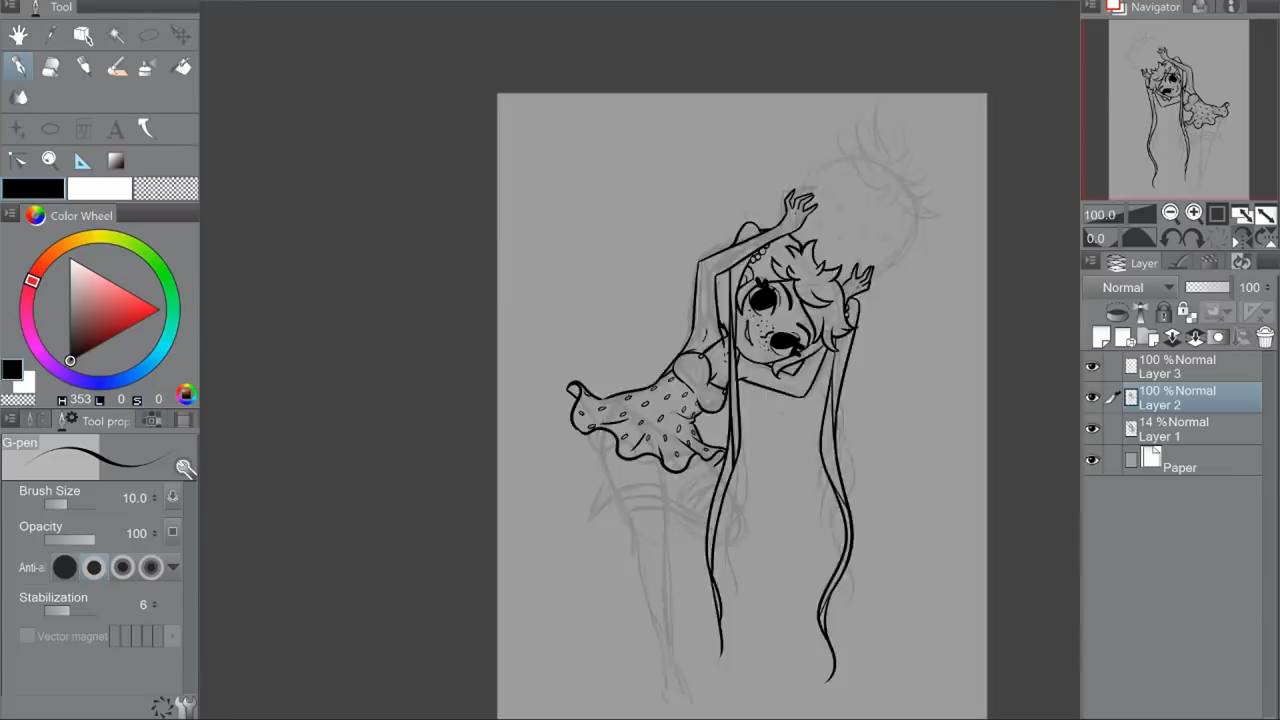 Tool
Navigator
100.0
0.0
Color Wheel
Layer
Normal
100
100 %Normal
Layer 3
100 %Normal
Layer 2
14 %Normal
Layer 1
Paper
H 353 L 0 S 0
Tool prop
G-pen
Brush Size
10.0
Opacity
100
Anti-a
Stabilization
6
Vector magnet